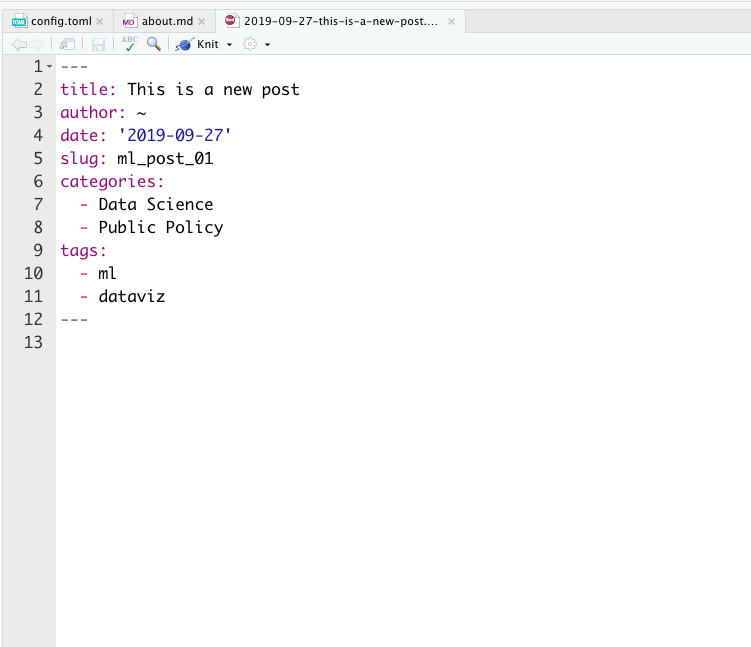 config.toml
about.md
2019-09-27-this-is-a-new-post....
ABC
Knit
1 ---
2 title: This is a new post
3 author: ~
4 date: '2019-09-27'
5 slug: ml_post_01
6 categories:
7   - Data Science
8   - Public Policy
9 tags:
10   - ml
11   - dataviz
12 ---
13